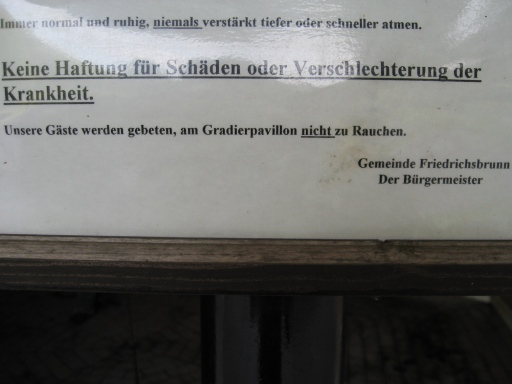 Immer normal und ruhig, niemals verstärkt tiefer oder schneller atmen.
Keine Haftung für Schäden oder Verschlechterung der
Krankheit.
Unsere Gäste werden gebeten, am Gradierpavillon nicht zu Rauchen.
Gemeinde Friedrichsbrunn
Der Bürgermeister